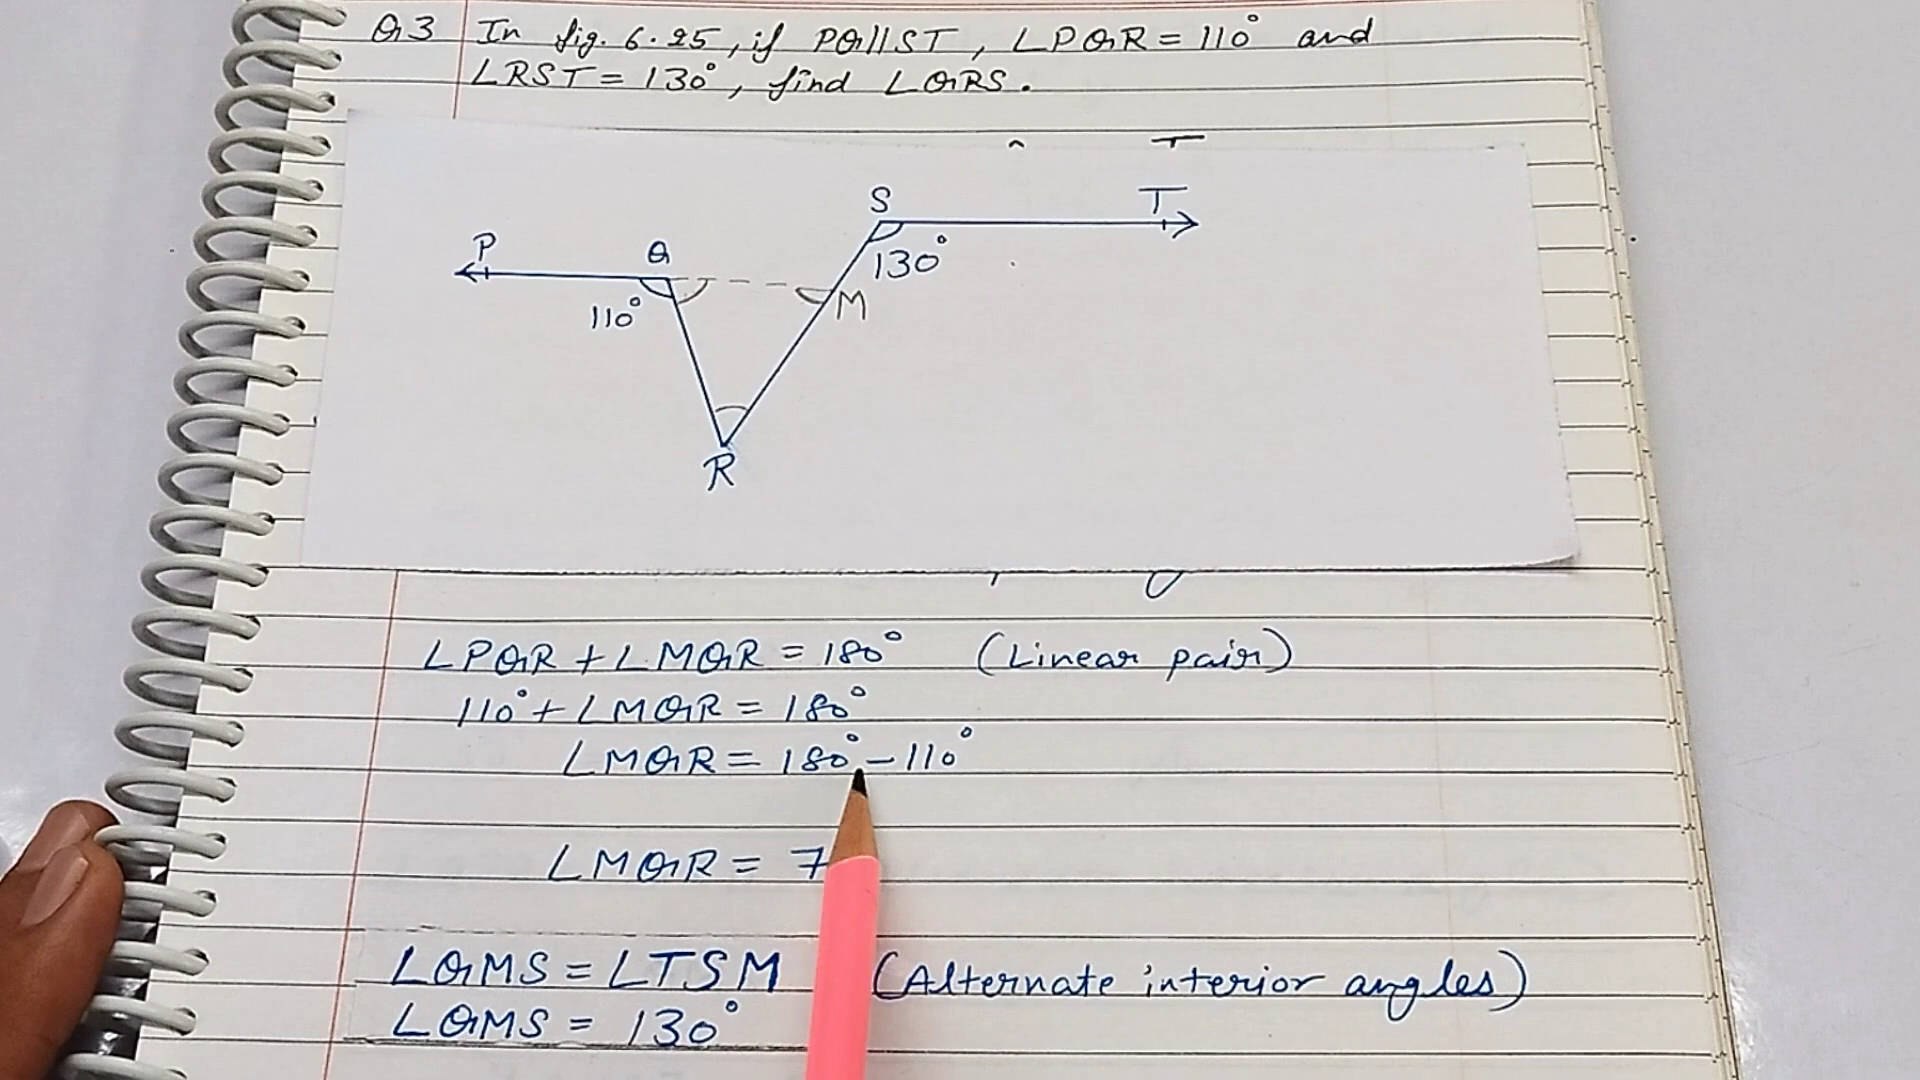 Q3 In fig. 6.25, if PQ||ST, ∠PQR = 110° and
∠RST = 130°, find ∠QRS.
T
S
T
P
Q
130°
M
110°
R
∠PQR + ∠MQR = 180° (Linear pair)
110° + ∠MQR = 180°
∠MQR = 180° - 110°
∠MQR = 7
∠QMS = ∠TSM (Alternate interior angles)
∠QMS = 130°